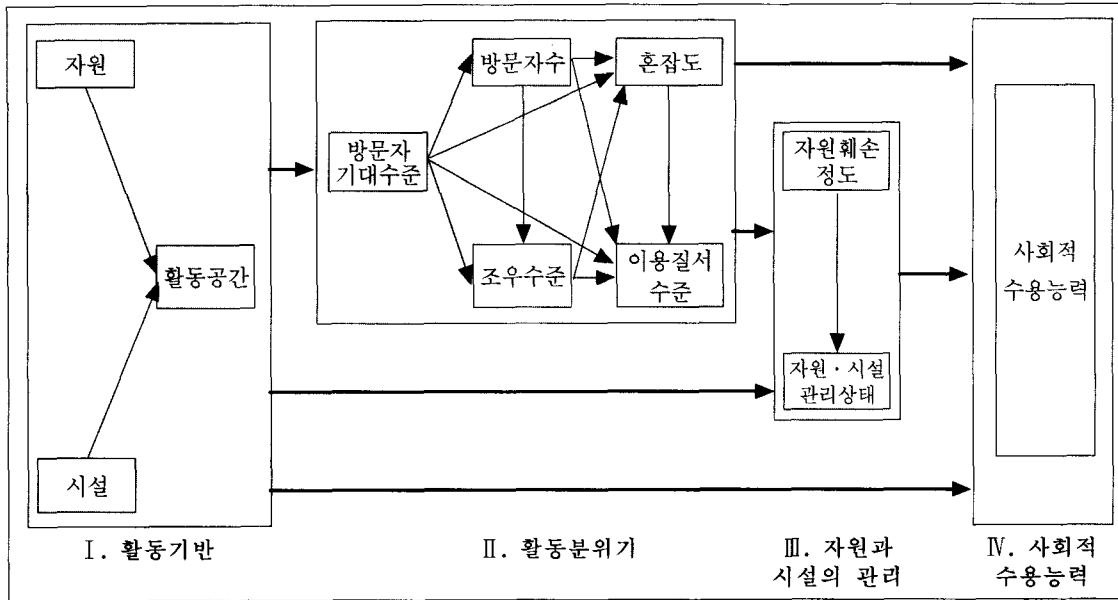 자원
활동공간
시설
방문자
기대수준
방문자수
혼잡도
조우수준
이용질서
수준
자원훼손
정도
자원·시설
관리상태
사회적
수용능력
Ⅰ. 활동기반
Ⅱ. 활동분위기
Ⅲ. 자원과
시설의 관리
Ⅳ. 사회적
수용능력